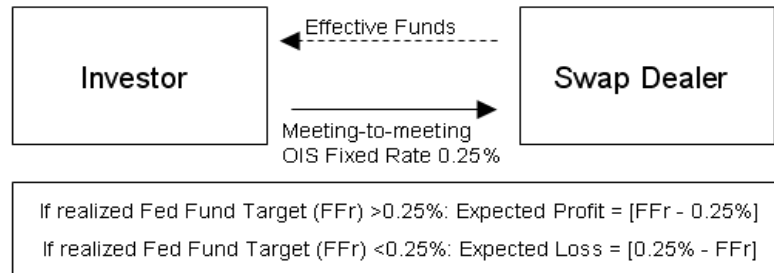 Effective Funds
Investor
Swap Dealer
Meeting-to-meeting
OIS Fixed Rate 0.25%
If realized Fed Fund Target (FFr) >0.25%: Expected Profit = [FFr - 0.25%]
If realized Fed Fund Target (FFr) <0.25%: Expected Loss = [0.25% - FFr]